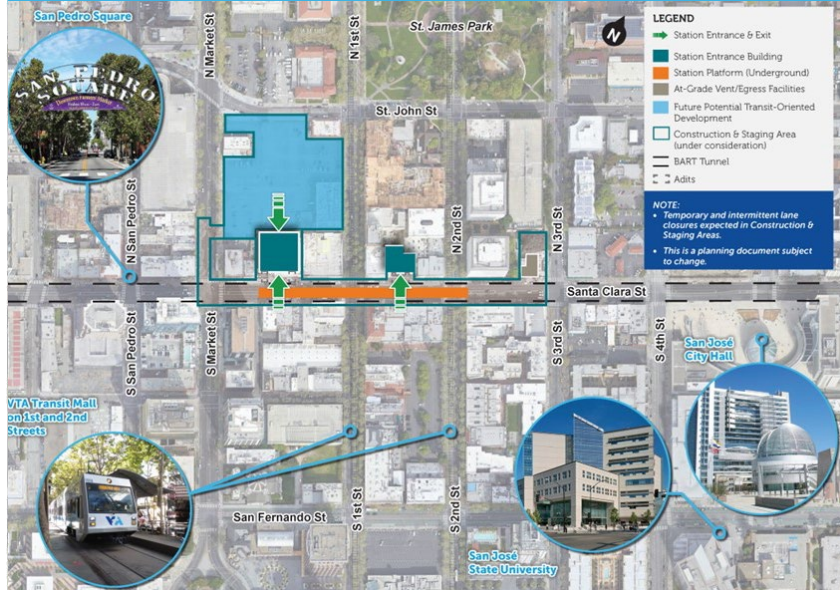 San Pedro Square
SAN PEDRO
SQUARE
N Market St
N 1st St
St. James Park
N
LEGEND
Station Entrance & Exit
Station Entrance Building
Station Platform (Underground)
At-Grade Vent/Egress Facilities
Future Potential Transit-Oriented
Development
Construction & Staging Area
(under consideration)
BART Tunnel
Adits
NOTE:
• Temporary and intermittent lane
closures expected in Construction &
Staging Areas.
• This is a planning document subject
to change.
St. John St
N San Pedro St
N 2nd St
N 3rd St
Santa Clara St
S San Pedro St
S Market St
S 3rd St
S 4th St
San José
City Hall
VTA Transit Mall
on 1st and 2nd
Streets
VTA
San Fernando St
S 1st St
S 2nd St
San José
State University